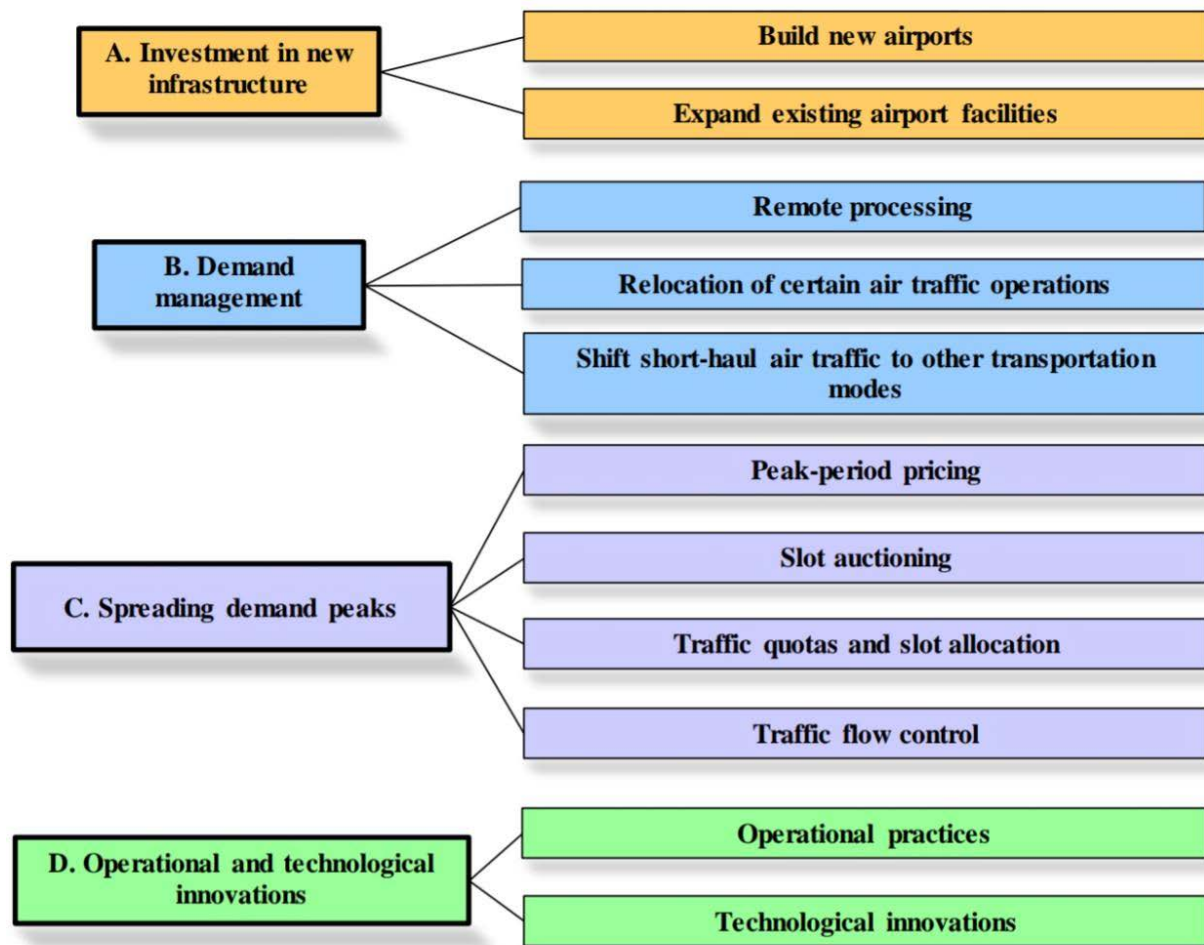 A. Investment in new
infrastructure
Build new airports
Expand existing airport facilities
B. Demand
management
Remote processing
Relocation of certain air traffic operations
Shift short-haul air traffic to other transportation
modes
C. Spreading demand peaks
Peak-period pricing
Slot auctioning
Traffic quotas and slot allocation
Traffic flow control
D. Operational and technological
innovations
Operational practices
Technological innovations